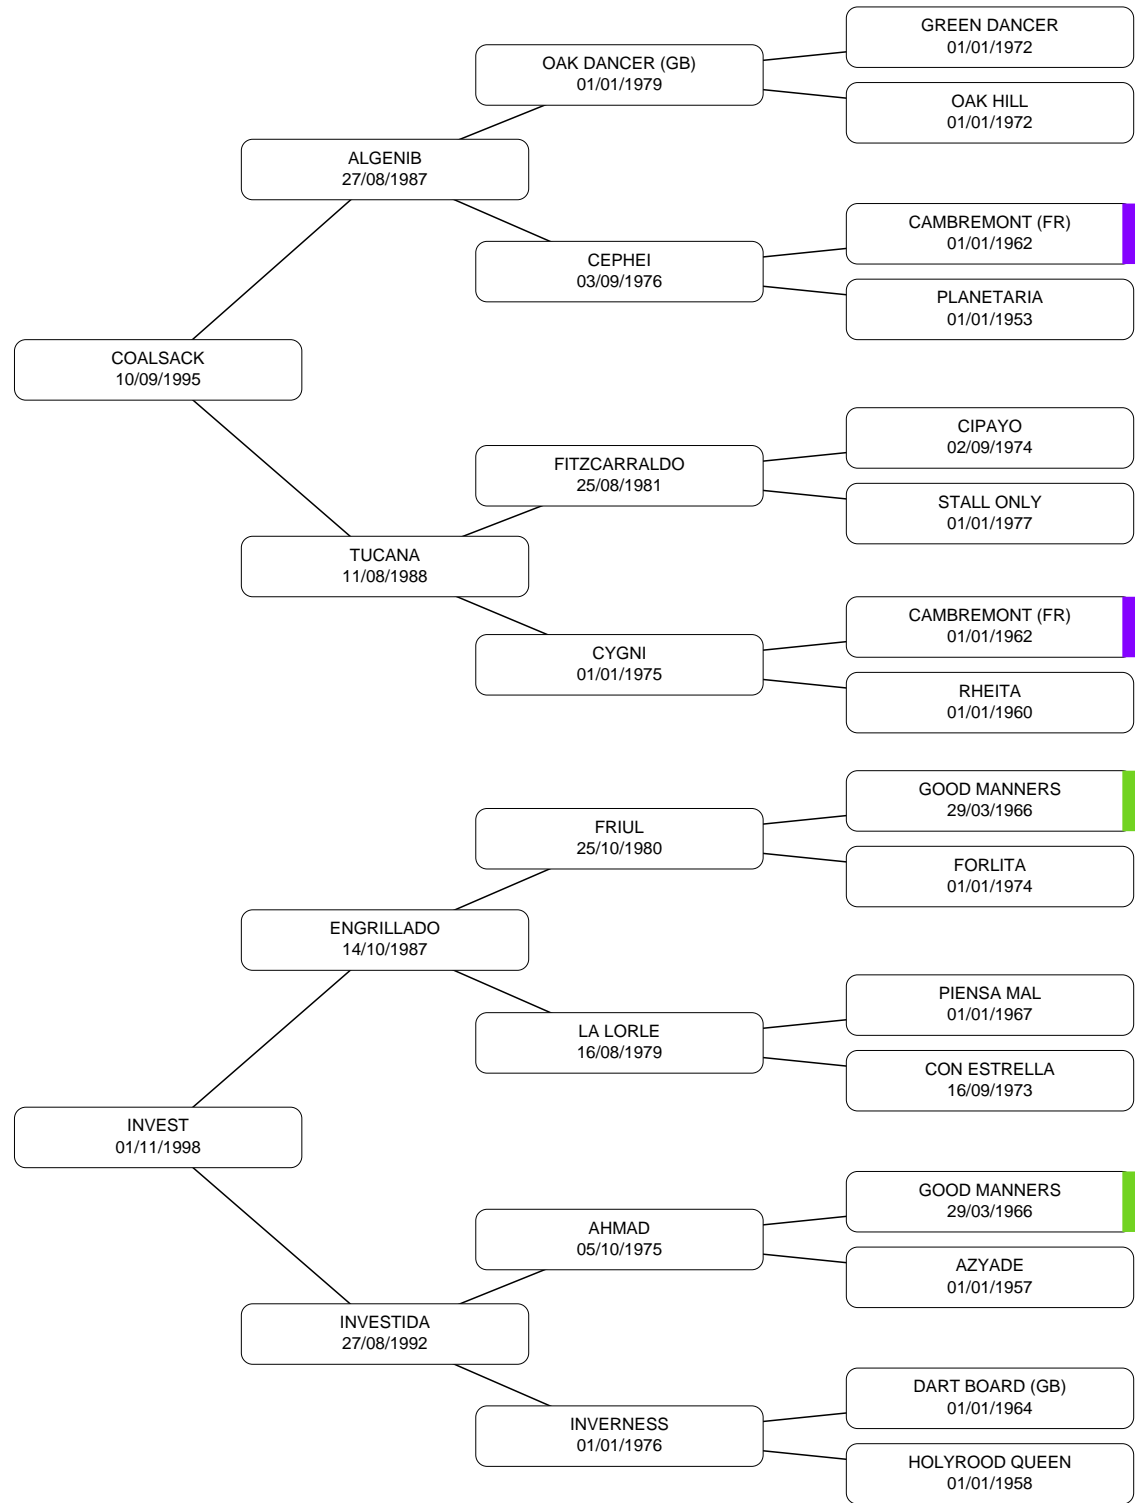 GREEN DANCER
01/01/1972
OAK DANCER (GB)
01/01/1979
OAK HILL
01/01/1972
ALGENIB
27/08/1987
CAMBREMONT (FR)
01/01/1962
CEPHEI
03/09/1976
PLANETARIA
01/01/1953
COALSACK
10/09/1995
CIPAYO
02/09/1974
FITZCARRALDO
25/08/1981
STALL ONLY
01/01/1977
TUCANA
11/08/1988
CAMBREMONT (FR)
01/01/1962
CYGNI
01/01/1975
RHEITA
01/01/1960
GOOD MANNERS
29/03/1966
FRIUL
25/10/1980
FORLITA
01/01/1974
ENGRILLADO
14/10/1987
PIENSA MAL
01/01/1967
LA LORLE
16/08/1979
CON ESTRELLA
16/09/1973
INVEST
01/11/1998
GOOD MANNERS
29/03/1966
AHMAD
05/10/1975
AZYADE
01/01/1957
INVESTIDA
27/08/1992
DART BOARD (GB)
01/01/1964
INVERNESS
01/01/1976
HOLYROOD QUEEN
01/01/1958